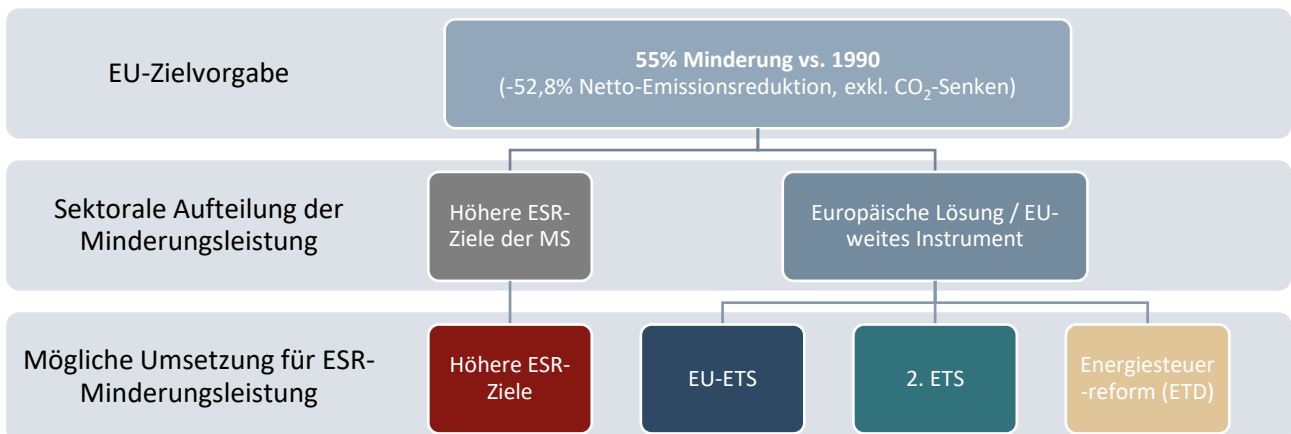 EU-Zielvorgabe
55% Minderung vs. 1990
(-52,8% Netto-Emissionsreduktion, exkl. CO₂-Senken)
Sektorale Aufteilung der
Minderungsleistung
Höhere ESR-
Ziele der MS
Europäische Lösung / EU-
weites Instrument
Mögliche Umsetzung für ESR-
Minderungsleistung
Höhere ESR-
Ziele
EU-ETS
2. ETS
Energiesteuer
-reform (ETD)